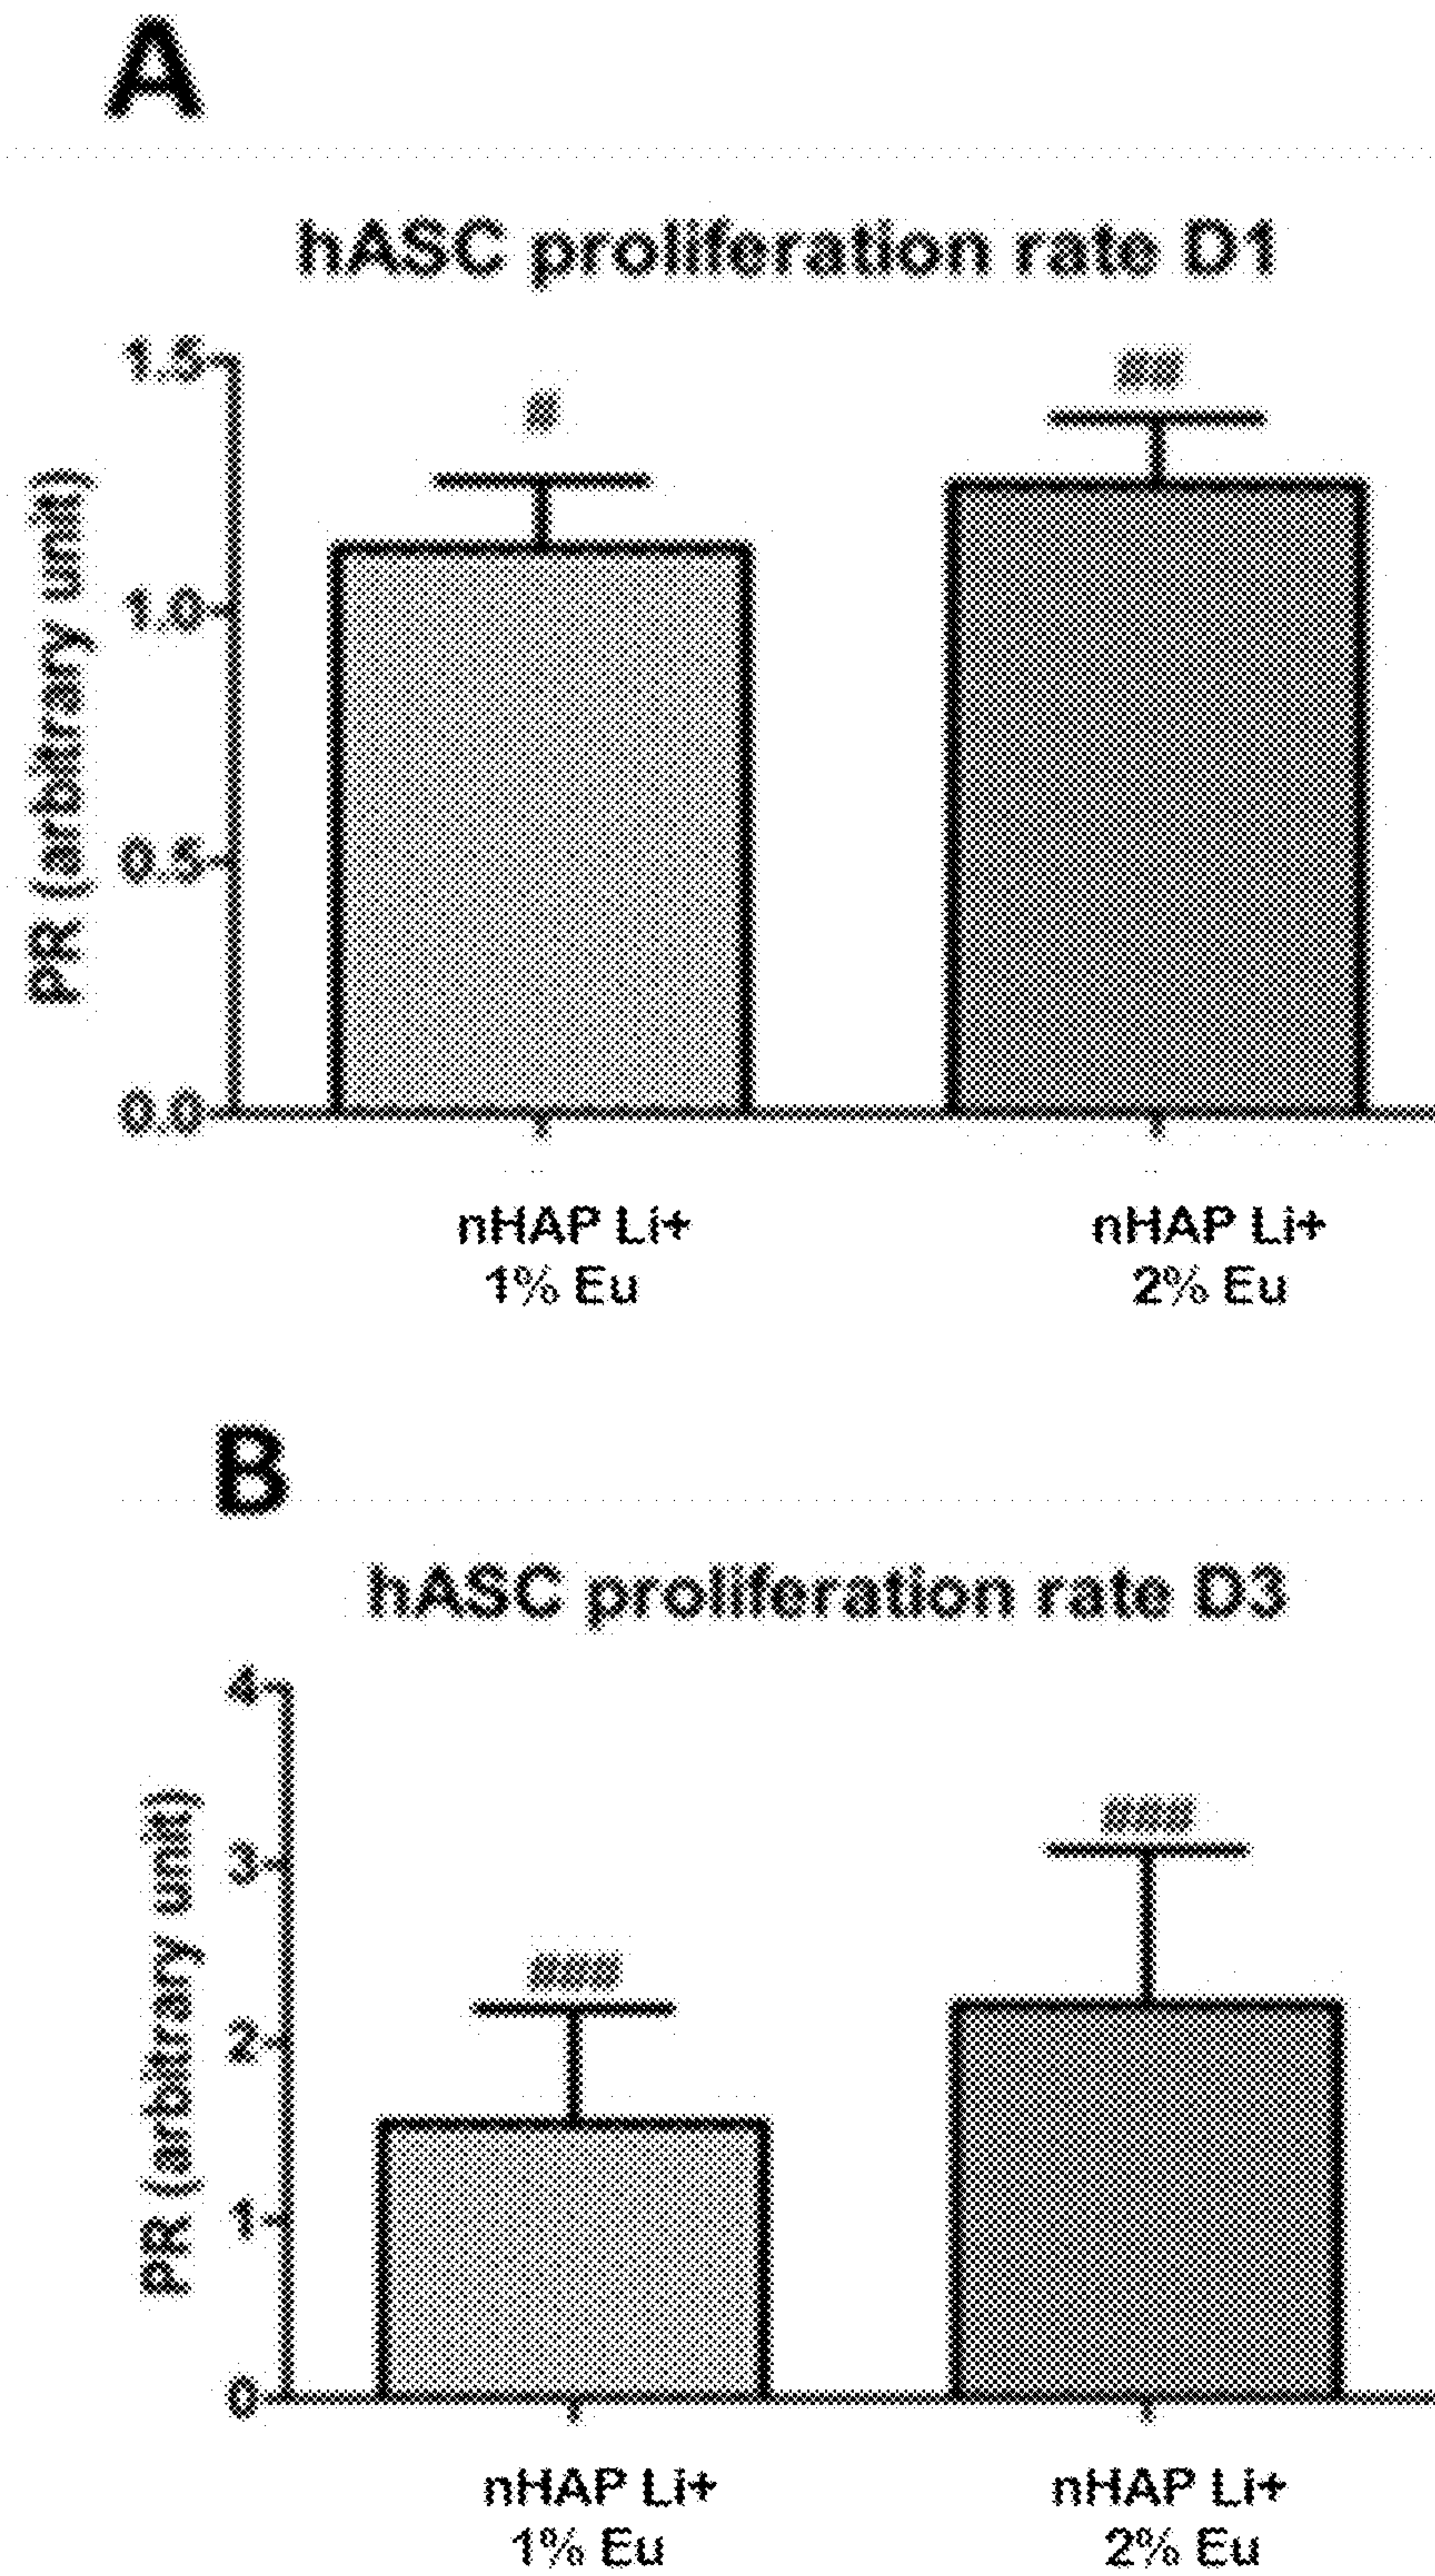 A
hASC proliferation rate D1
#
##
1.5
1.0
0.5
0.0
PR (arbitrary unit)
nHAP Li+
1% Eu
nHAP Li+
2% Eu
B
hASC proliferation rate D3
###
###
4
3
2
1
0
PR (arbitrary unit)
nHAP Li+
1% Eu
nHAP Li+
2% Eu